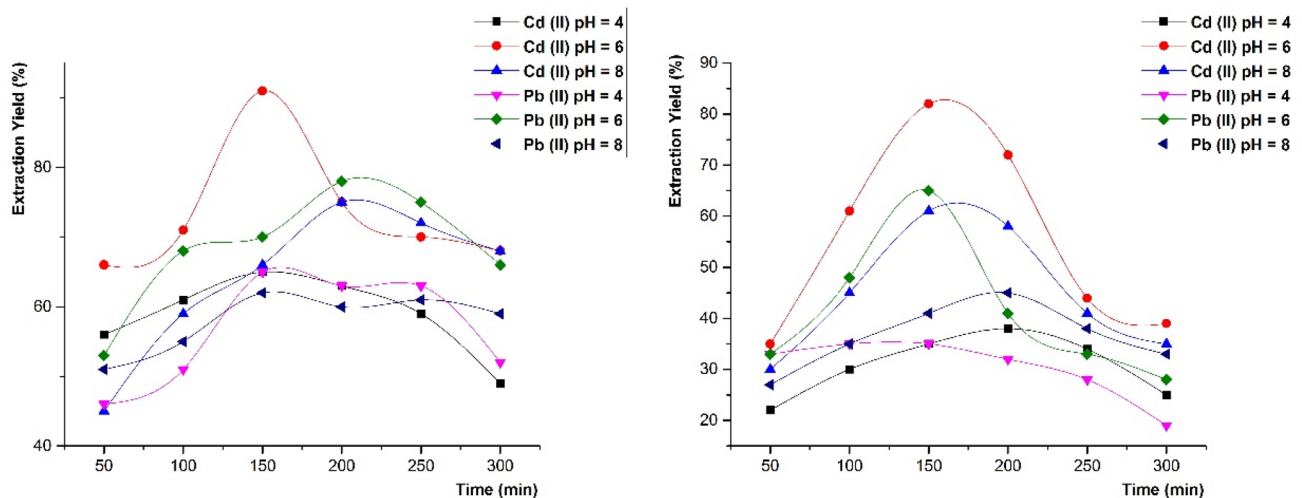 Cd (II) pH = 4
Cd (II) pH = 6
Cd (II) pH = 8
Pb (II) pH = 4
Pb (II) pH = 6
Pb (II) pH = 8
Extraction Yield (%)
80
60
40
50 100 150 200 250 300
Time (min)
Cd (II) pH = 4
Cd (II) pH = 6
Cd (II) pH = 8
Pb (II) pH = 4
Pb (II) pH = 6
Pb (II) pH = 8
Extraction Yield (%)
90
80
70
60
50
40
30
20
50 100 150 200 250 300
Time (min)